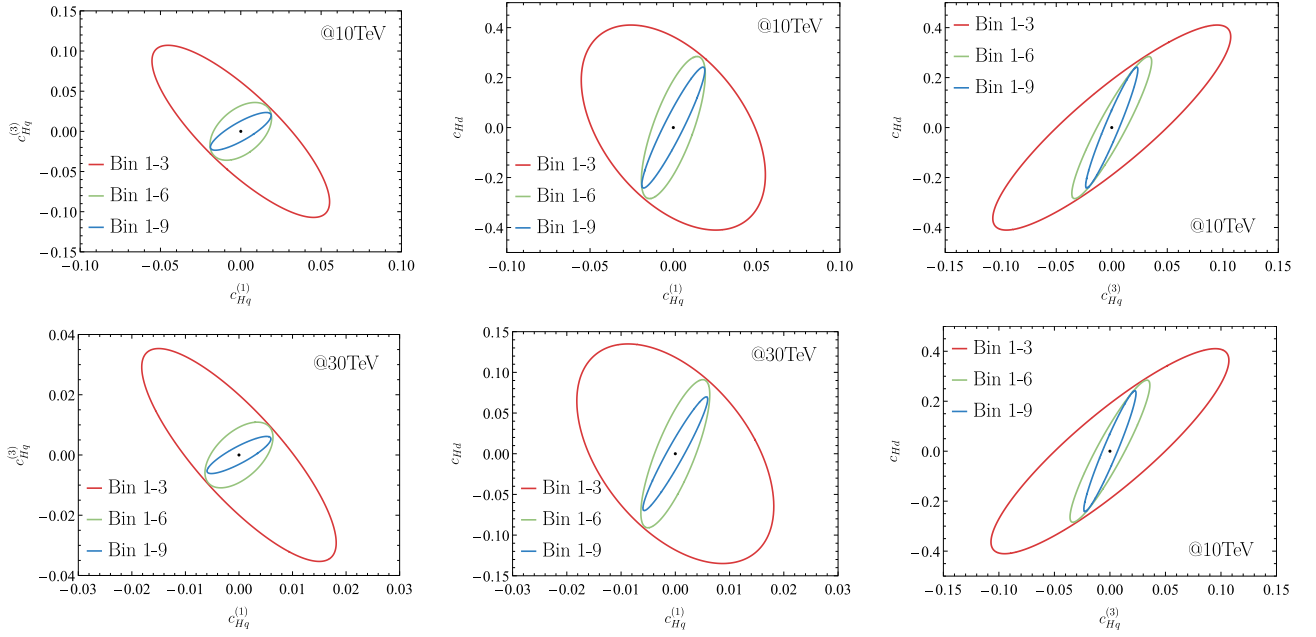 @10TeV
0.15
0.10
0.05
0.00
−0.05
−0.10
−0.15
c_{Hq}^{(3)}
Bin 1-3
Bin 1-6
Bin 1-9
−0.10 −0.05 0.00 0.05 0.10
c_{Hq}^{(1)}
@10TeV
0.4
0.2
0.0
−0.2
−0.4
c_{Hd}
Bin 1-3
Bin 1-6
Bin 1-9
−0.10 −0.05 0.00 0.05 0.10
c_{Hq}^{(1)}
Bin 1-3
Bin 1-6
Bin 1-9
0.4
0.2
0.0
−0.2
−0.4
c_{Hd}
@10TeV
−0.15 −0.10 −0.05 0.00 0.05 0.10 0.15
c_{Hq}^{(3)}
@30TeV
0.04
0.02
0.00
−0.02
−0.04
c_{Hq}^{(3)}
Bin 1-3
Bin 1-6
Bin 1-9
−0.03 −0.02 −0.01 0.00 0.01 0.02 0.03
c_{Hq}^{(1)}
@30TeV
0.15
0.10
0.05
0.00
−0.05
−0.10
−0.15
c_{Hd}
Bin 1-3
Bin 1-6
Bin 1-9
−0.03 −0.02 −0.01 0.00 0.01 0.02 0.03
c_{Hq}^{(1)}
Bin 1-3
Bin 1-6
Bin 1-9
0.4
0.2
0.0
−0.2
−0.4
c_{Hd}
@10TeV
−0.15 −0.10 −0.05 0.00 0.05 0.10 0.15
c_{Hq}^{(3)}